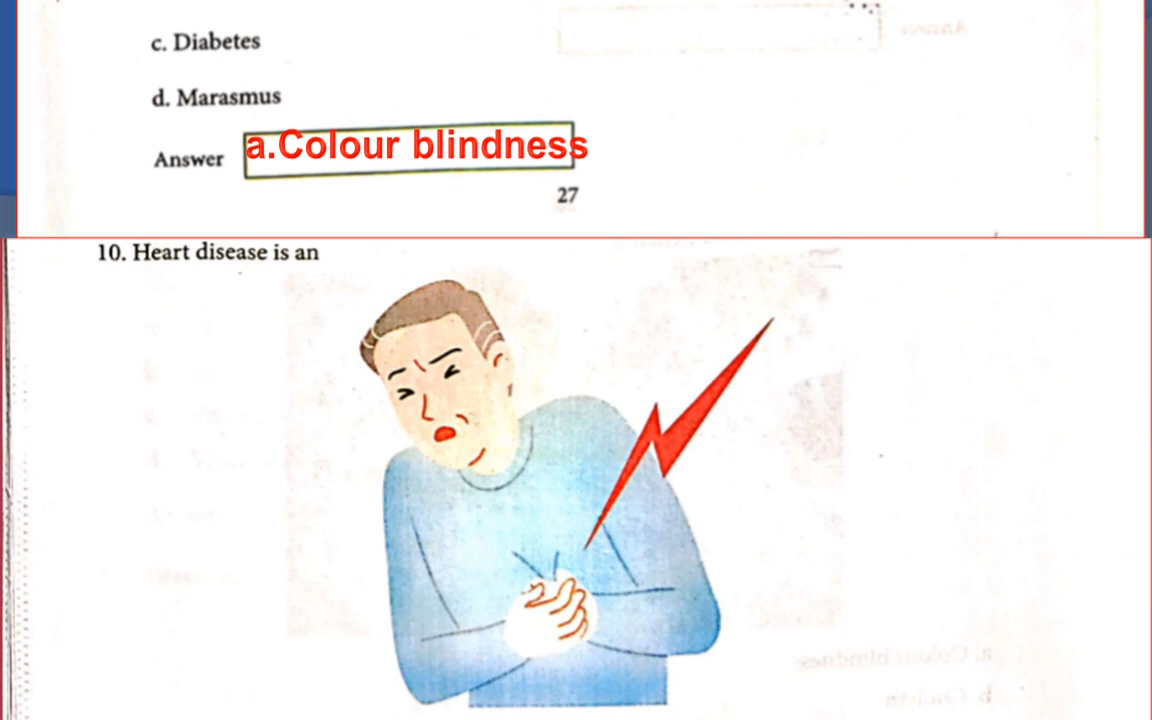 c. Diabetes
d. Marasmus
Answer a.Colour blindness
27
10. Heart disease is an